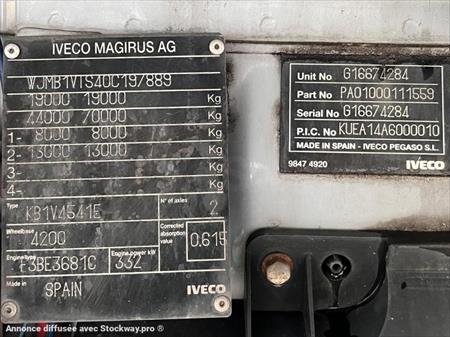 IVECO MAGIRUS AG
WJMB1VTS40C197889
19000 19000 Kg
44000 70000 Kg
1- 8000 8000 Kg
2- 13000 13000 Kg
3- Kg
4- Kg
Type KB1V4541E N° of axles 2
Wheelbase 4200 Corrected absorption value 0.615
Engine type F3BE3681C Engine power kW 332
Made in SPAIN IVECO
Unit No G16674284
Part No PA01000111559
Serial No G16674284
P.I.C. No KUEA14A6000010
MADE IN SPAIN - IVECO PEGASO S.L.
9847 4920 IVECO
Annonce diffusée avec Stockway.pro ®